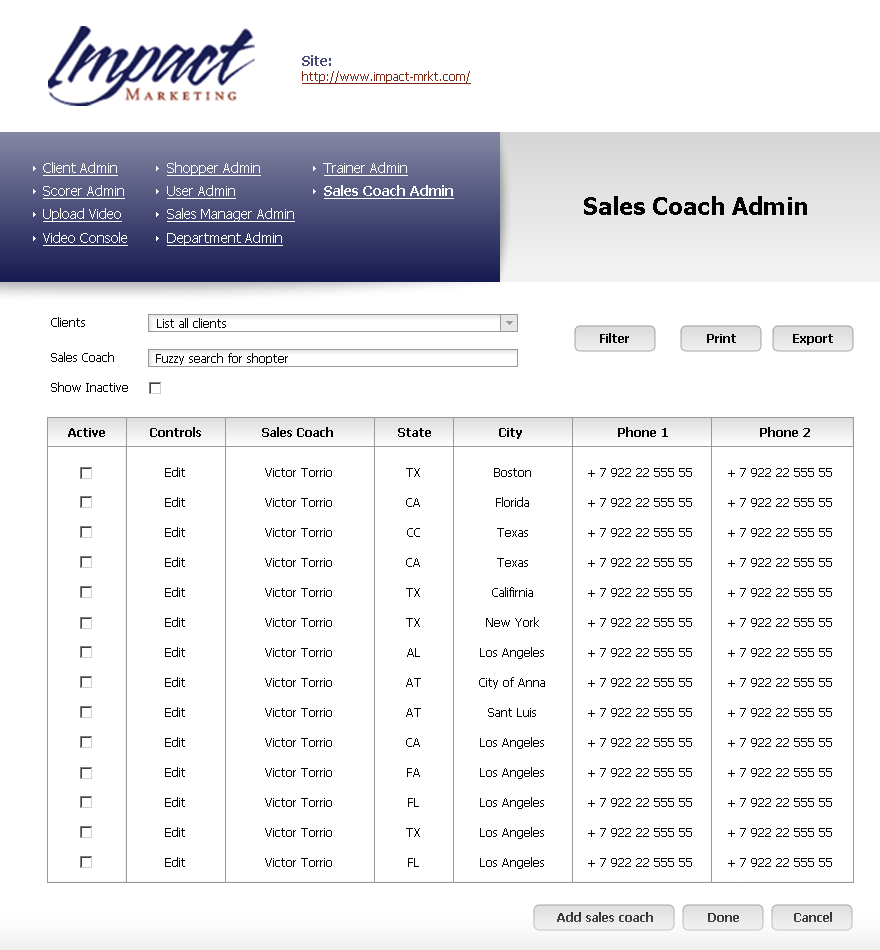 Impact
MARKETING
Site:
http://www.impact-mrkt.com/
Client Admin Shopper Admin Trainer Admin
Scorer Admin User Admin Sales Coach Admin
Upload Video Sales Manager Admin
Video Console Department Admin
Sales Coach Admin
Clients List all clients
Filter Print Export
Sales Coach Fuzzy search for shopter
Show Inactive
Active Controls Sales Coach State City Phone 1 Phone 2
Edit Victor Torrio TX Boston + 7 922 22 555 55 + 7 922 22 555 55
Edit Victor Torrio CA Florida + 7 922 22 555 55 + 7 922 22 555 55
Edit Victor Torrio CC Texas + 7 922 22 555 55 + 7 922 22 555 55
Edit Victor Torrio CA Texas + 7 922 22 555 55 + 7 922 22 555 55
Edit Victor Torrio TX Califirnia + 7 922 22 555 55 + 7 922 22 555 55
Edit Victor Torrio TX New York + 7 922 22 555 55 + 7 922 22 555 55
Edit Victor Torrio AL Los Angeles + 7 922 22 555 55 + 7 922 22 555 55
Edit Victor Torrio AT City of Anna + 7 922 22 555 55 + 7 922 22 555 55
Edit Victor Torrio AT Sant Luis + 7 922 22 555 55 + 7 922 22 555 55
Edit Victor Torrio CA Los Angeles + 7 922 22 555 55 + 7 922 22 555 55
Edit Victor Torrio FA Los Angeles + 7 922 22 555 55 + 7 922 22 555 55
Edit Victor Torrio FL Los Angeles + 7 922 22 555 55 + 7 922 22 555 55
Edit Victor Torrio TX Los Angeles + 7 922 22 555 55 + 7 922 22 555 55
Edit Victor Torrio FL Los Angeles + 7 922 22 555 55 + 7 922 22 555 55
Add sales coach Done Cancel